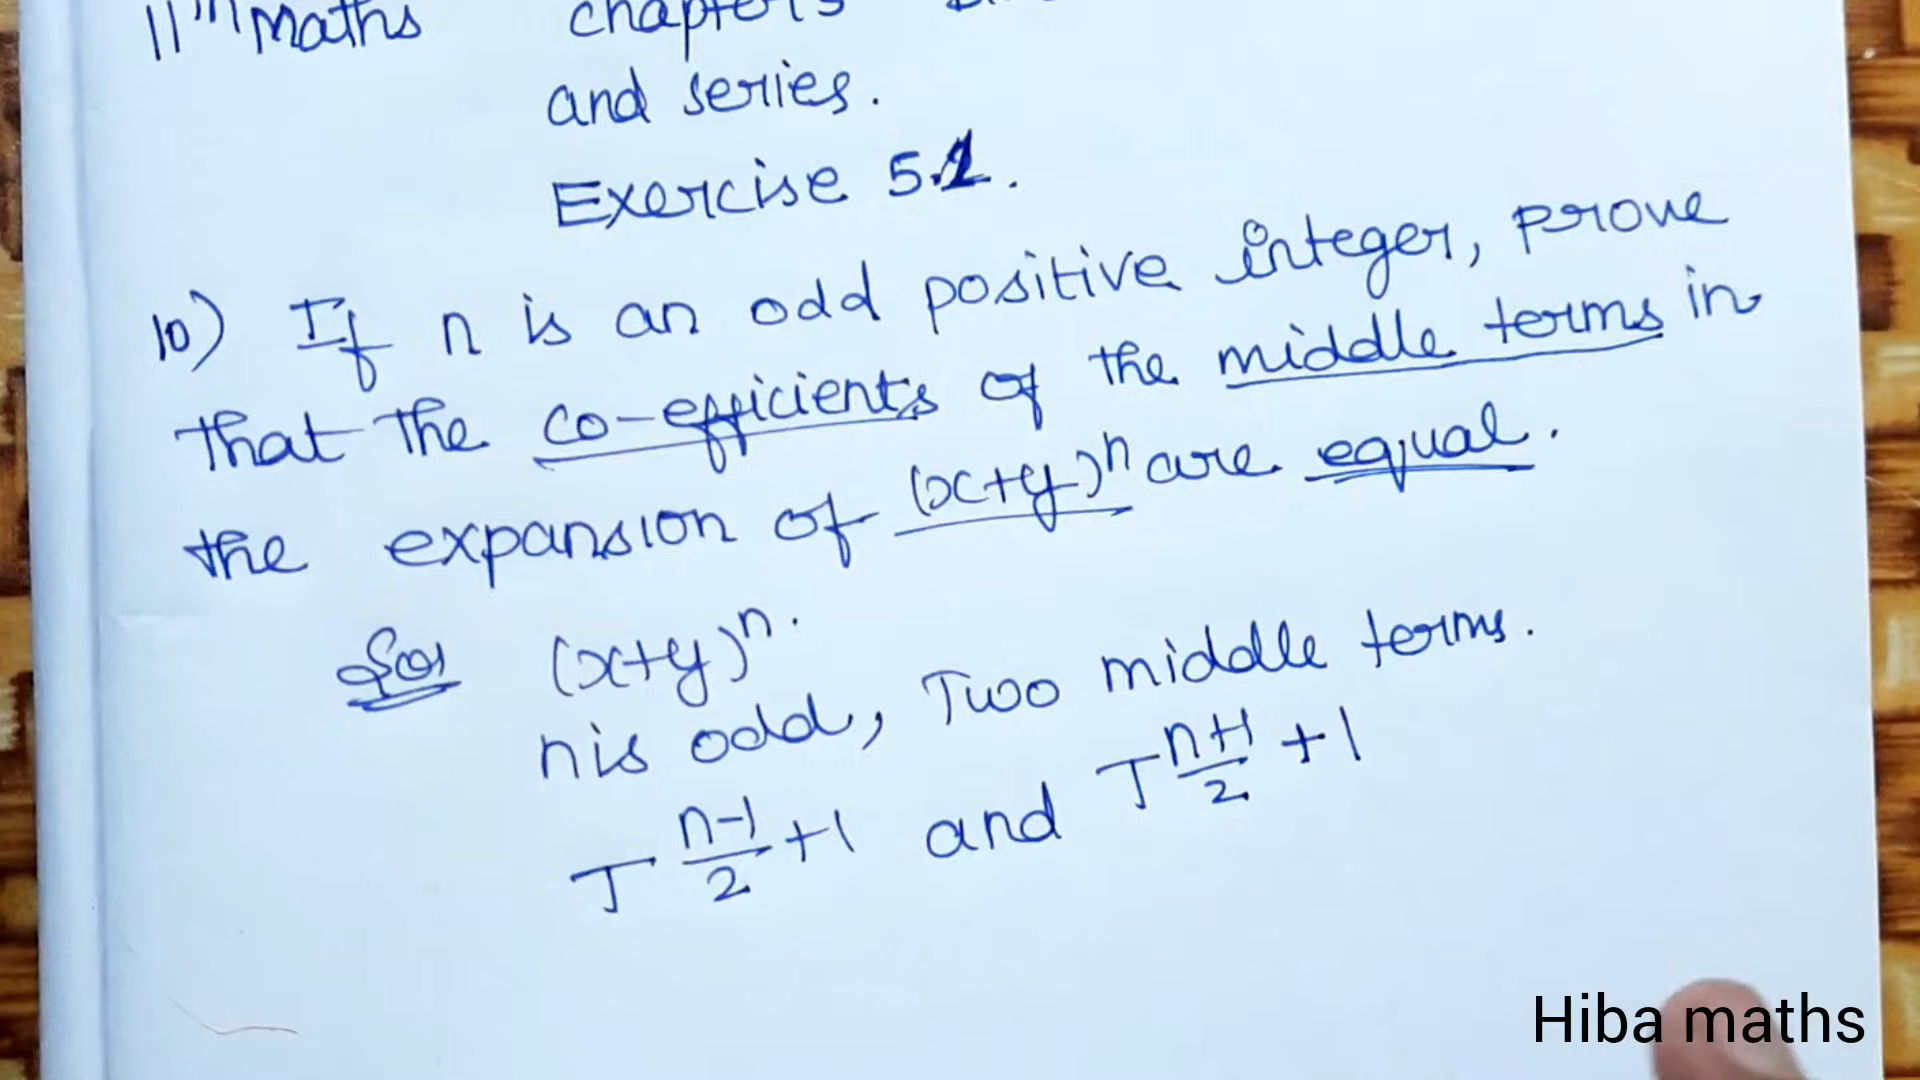 11th Maths chapter 5
and series.
Exercise 5.1.
10) If n is an odd positive integer, prove
that the co-efficients of the middle terms in
the expansion of (x+y)ⁿ are equal.
Sol (x+y)ⁿ.
n is odd, Two middle terms.
T n-1/2 +1 and T n+1/2 +1
Hiba maths